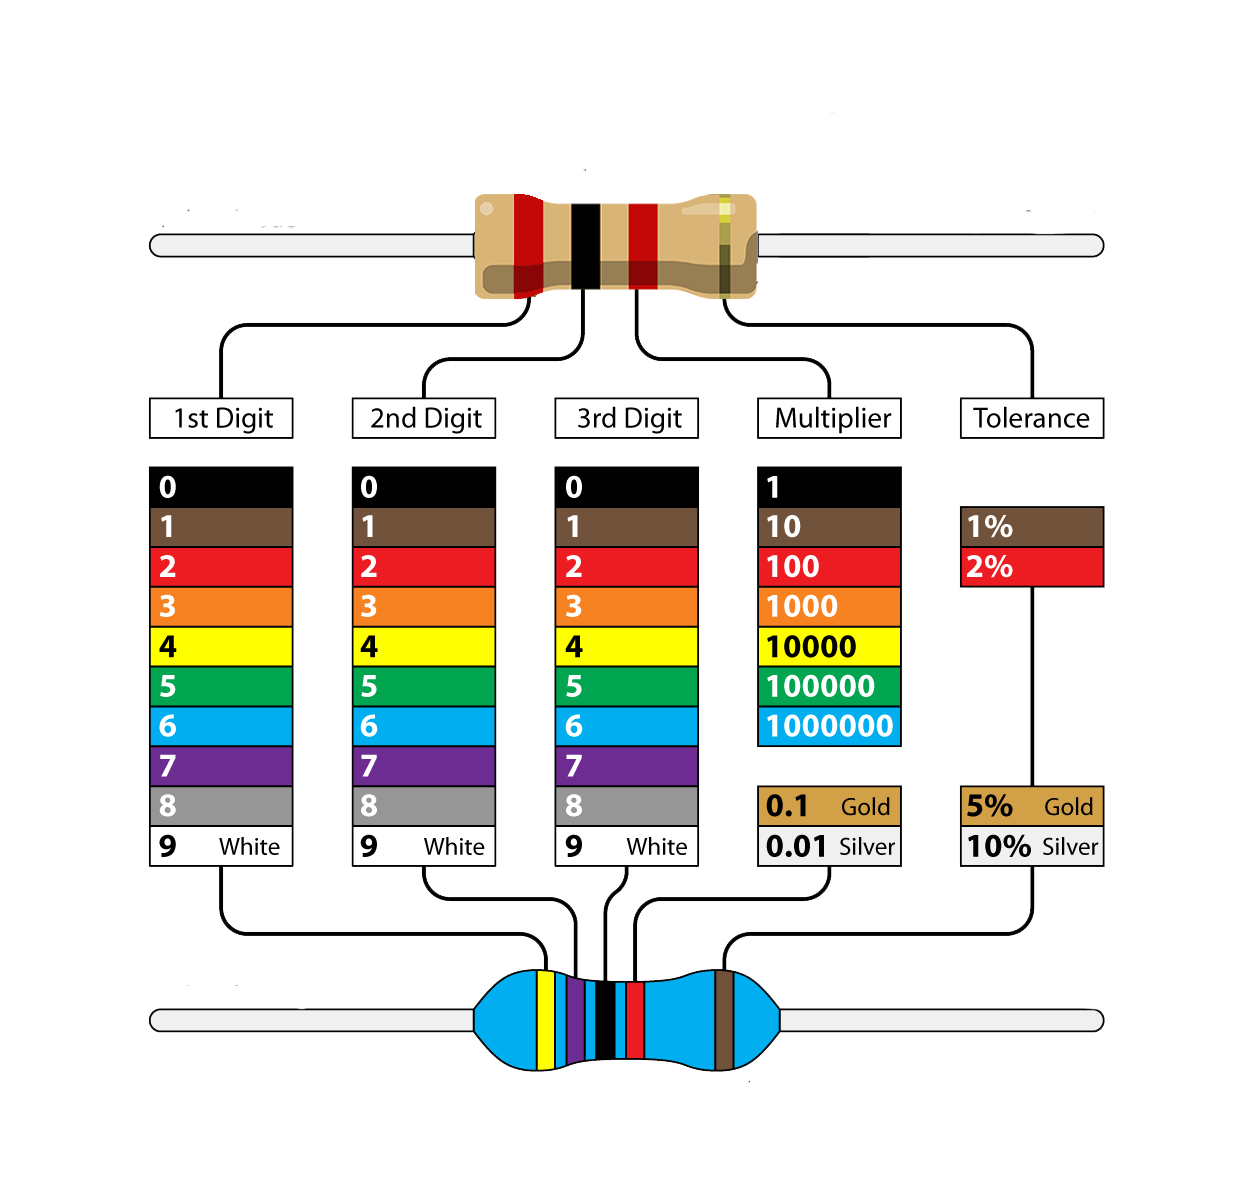 1st Digit 2nd Digit 3rd Digit Multiplier Tolerance
0 0 0 1
1 1 1 10 1%
2 2 2 100 2%
3 3 3 1000
4 4 4 10000
5 5 5 100000
6 6 6 1000000
7 7 7
8 8 8 0.1 Gold 5% Gold
9 White 9 White 9 White 0.01 Silver 10% Silver